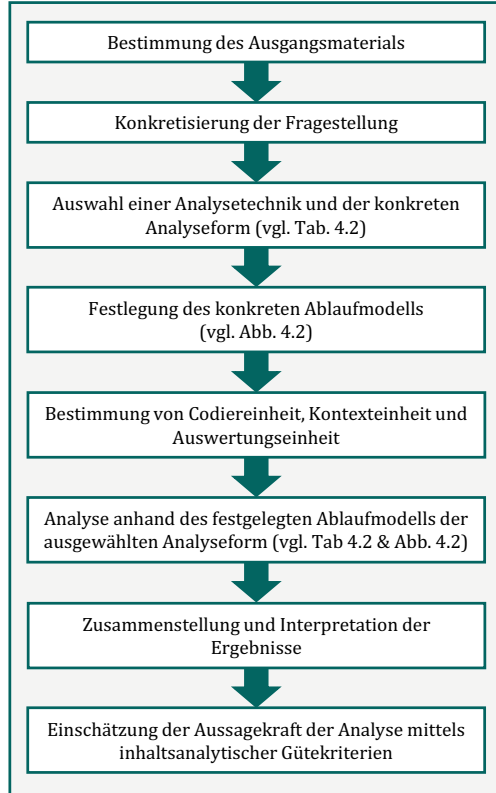 Bestimmung des Ausgangsmaterials
Konkretisierung der Fragestellung
Auswahl einer Analysetechnik und der konkreten
Analyseform (vgl. Tab. 4.2)
Festlegung des konkreten Ablaufmodells
(vgl. Abb. 4.2)
Bestimmung von Codiereinheit, Kontexteinheit und
Auswertungseinheit
Analyse anhand des festgelegten Ablaufmodells der
ausgewählten Analyseform (vgl. Tab 4.2 & Abb. 4.2)
Zusammenstellung und Interpretation der
Ergebnisse
Einschätzung der Aussagekraft der Analyse mittels
inhaltsanalytischer Gütekriterien